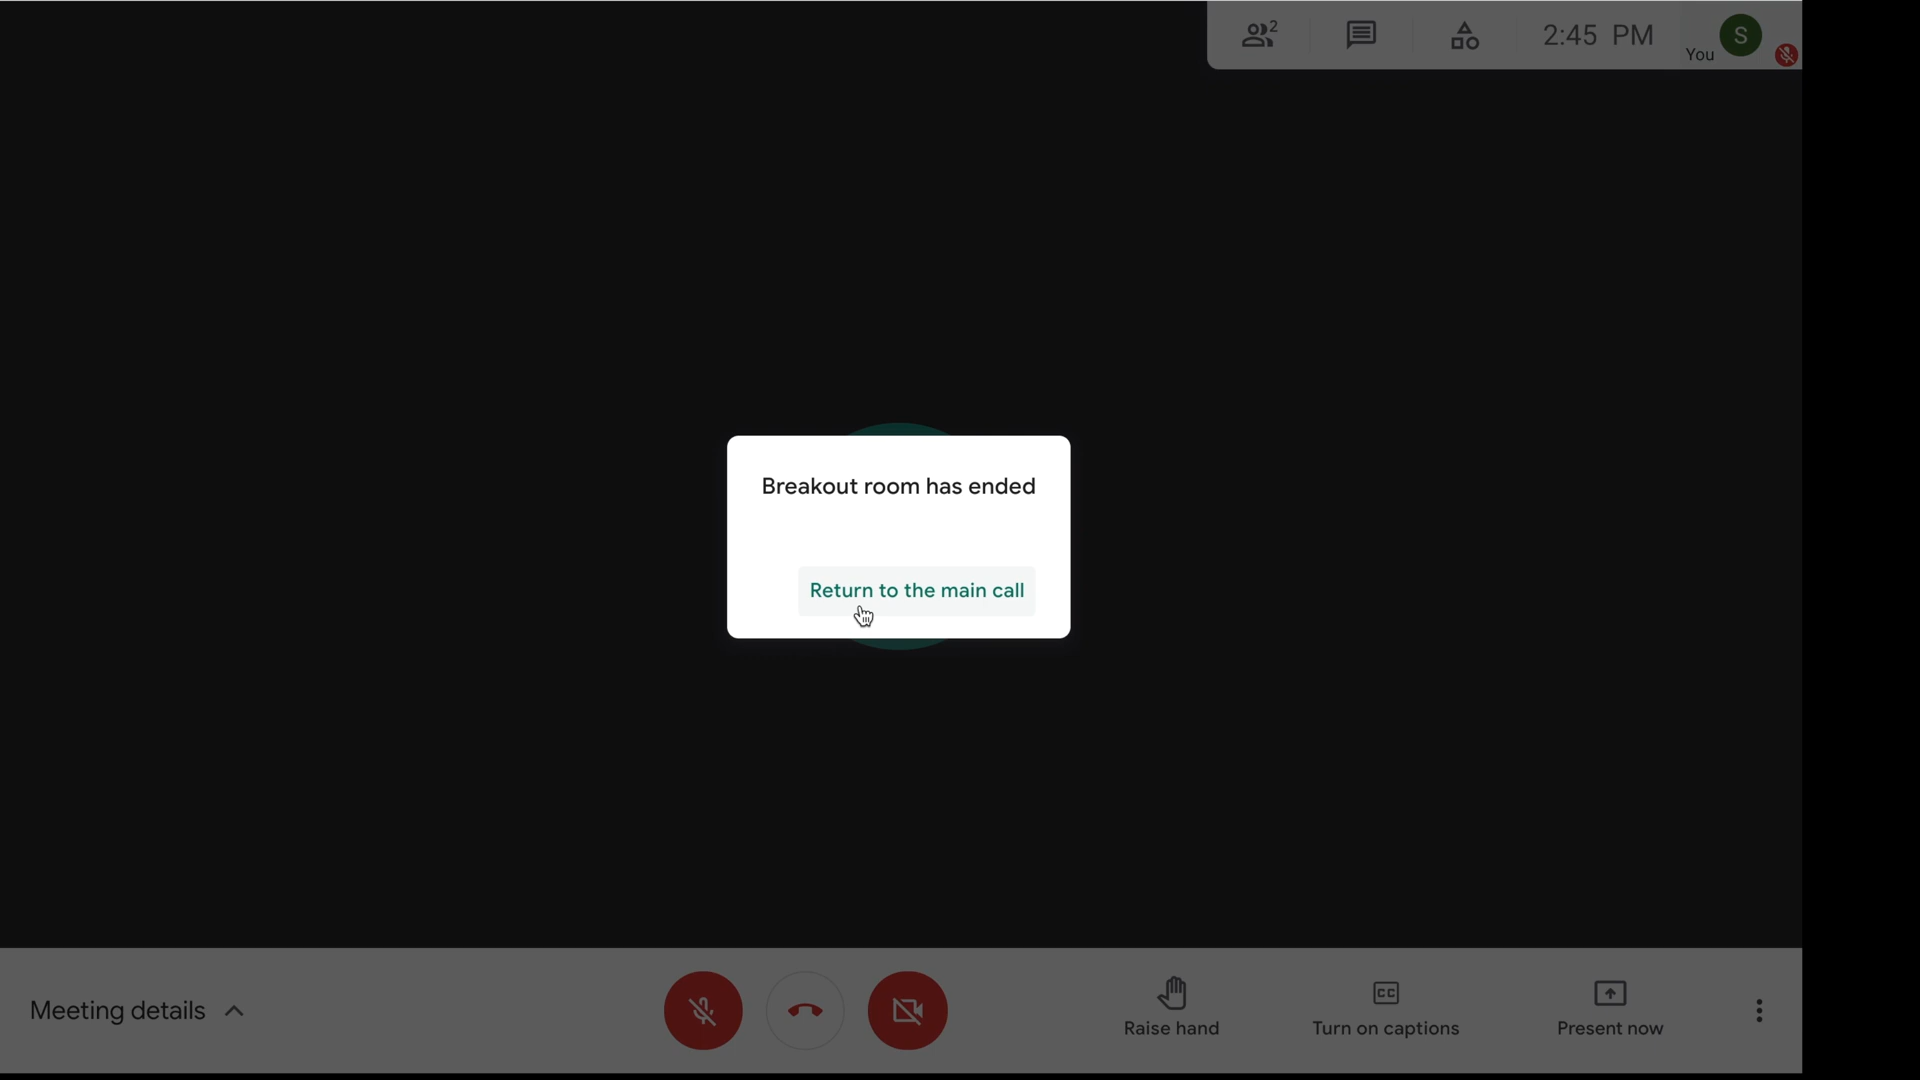 2
2:45 PM
You
S
Breakout room has ended
Return to the main call
Meeting details
CC
Raise hand
Turn on captions
Present now